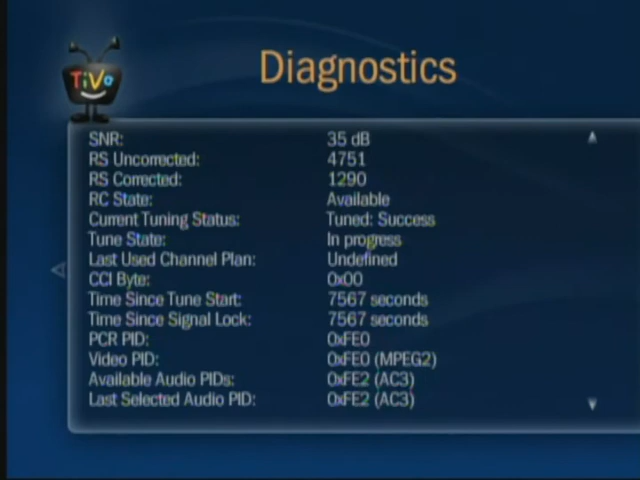 TiVo
Diagnostics
SNR: 35 dB
RS Uncorrected: 4751
RS Corrected: 1290
RC State: Available
Current Tuning Status: Tuned: Success
Tune State: In progress
Last Used Channel Plan: Undefined
CCI Byte: 0x00
Time Since Tune Start: 7567 seconds
Time Since Signal Lock: 7567 seconds
PCR PID: 0xFE0
Video PID: 0xFE0 (MPEG2)
Available Audio PIDs: 0xFE2 (AC3)
Last Selected Audio PID: 0xFE2 (AC3)